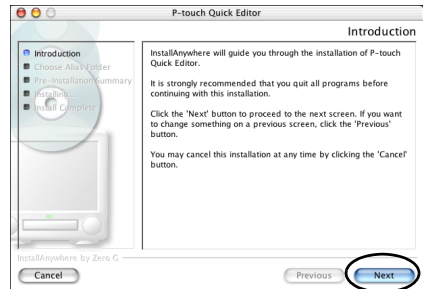 P-touch Quick Editor
Introduction
Introduction
Choose Alias Folder
Pre-Installation Summary
Installing...
Install Complete
InstallAnywhere will guide you through the installation of P-touch
Quick Editor.
It is strongly recommended that you quit all programs before
continuing with this installation.
Click the 'Next' button to proceed to the next screen. If you want
to change something on a previous screen, click the 'Previous'
button.
You may cancel this installation at any time by clicking the 'Cancel'
button.
InstallAnywhere by Zero G
Cancel
Previous
Next